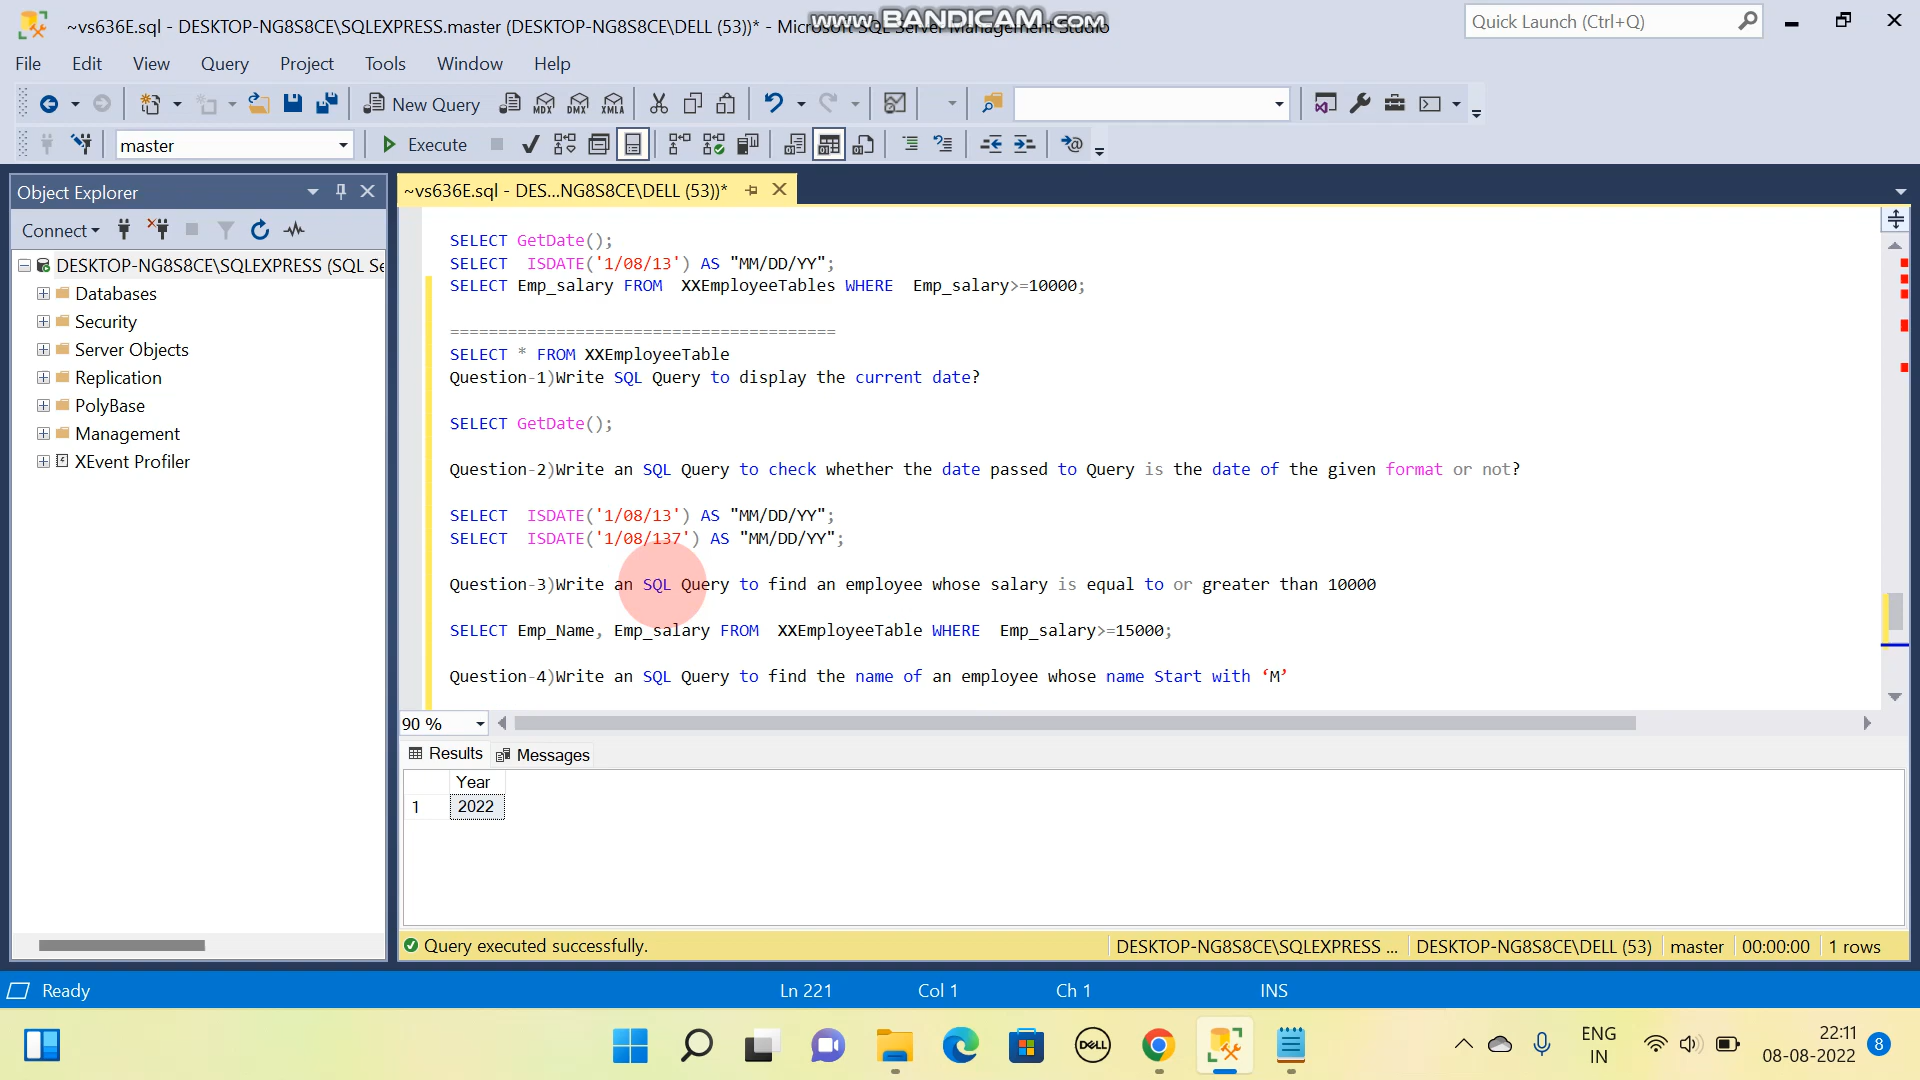 ~vs636E.sql - DESKTOP-NG8S8CE\SQLEXPRESS.master (DESKTOP-NG8S8CE\DELL (53))* - Microsoft SQL Server Management Studio
www.BANDICAM.com
Quick Launch (Ctrl+Q)
File Edit View Query Project Tools Window Help
New Query
MDX DMX XMLA
master
Execute
Object Explorer
~vs636E.sql - DES...NG8S8CE\DELL (53))*
Connect
DESKTOP-NG8S8CE\SQLEXPRESS (SQL Se
Databases
Security
Server Objects
Replication
PolyBase
Management
XEvent Profiler
SELECT GetDate();
SELECT  ISDATE('1/08/13') AS "MM/DD/YY";
SELECT Emp_salary FROM  XXEmployeeTables WHERE  Emp_salary>=10000;
========================================
SELECT * FROM XXEmployeeTable
Question-1)Write SQL Query to display the current date?
SELECT GetDate();
Question-2)Write an SQL Query to check whether the date passed to Query is the date of the given format or not?
SELECT  ISDATE('1/08/13') AS "MM/DD/YY";
SELECT  ISDATE('1/08/137') AS "MM/DD/YY";
Question-3)Write an SQL Query to find an employee whose salary is equal to or greater than 10000
SELECT Emp_Name, Emp_salary FROM  XXEmployeeTable WHERE  Emp_salary>=15000;
Question-4)Write an SQL Query to find the name of an employee whose name Start with ‘M’
90 %
Results Messages
Year
1 2022
Query executed successfully.
DESKTOP-NG8S8CE\SQLEXPRESS ... DESKTOP-NG8S8CE\DELL (53) master 00:00:00 1 rows
Ready Ln 221 Col 1 Ch 1 INS
DELL
ENG
IN
22:11
08-08-2022
8